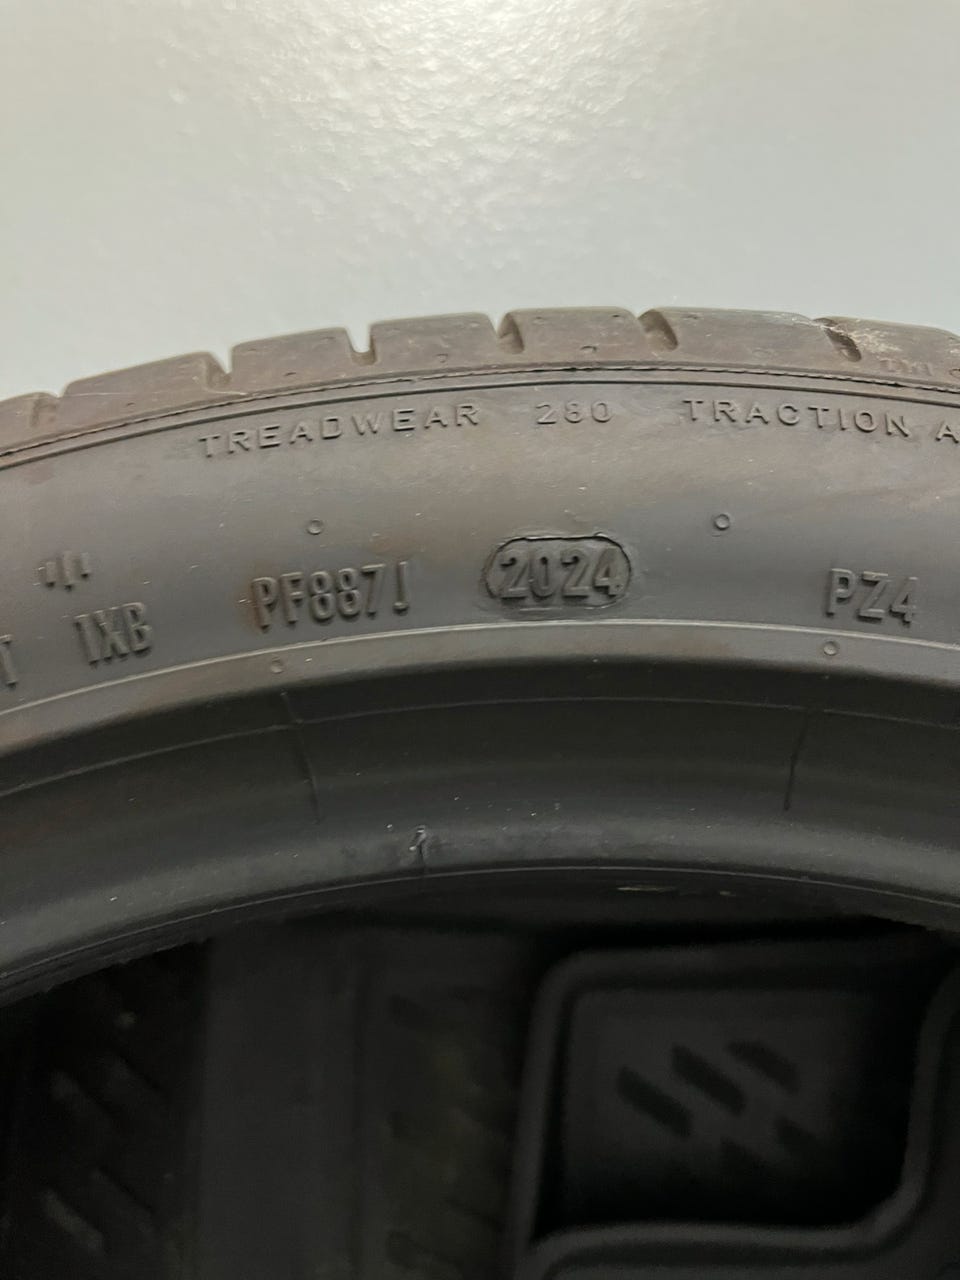 TREADWEAR 280 TRACTION A
1XB PF887J 2024 PZ4